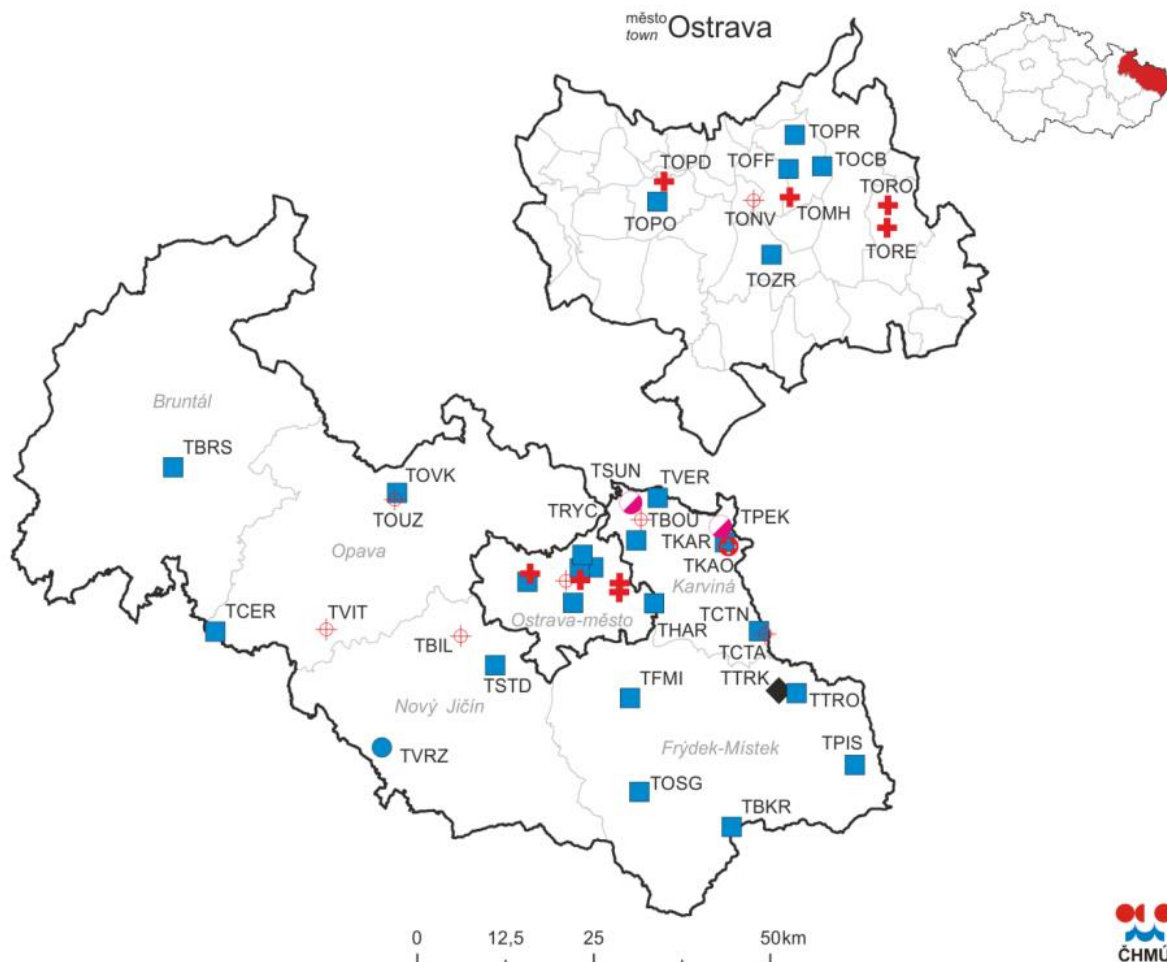 město
town Ostrava
TOPR
TOPD
TOFF
TOCB
TORO
TOPO
TONV
TOMH
TORE
TOZR
Bruntál
TBRS
TOVK
TOUZ
Opava
TSUN
TVER
TRYC
TBOU
TPEK
TKAR
TKAO
Karviná
TCER
TVIT
TBIL
Ostrava-město
THAR
TCTN
TCTA
TSTD
TFMI
TTRK
TTRO
Nový Jičín
TVRZ
Frýdek-Místek
TPIS
TOSG
TBKR
0 12,5 25 50km
ČHMÚ